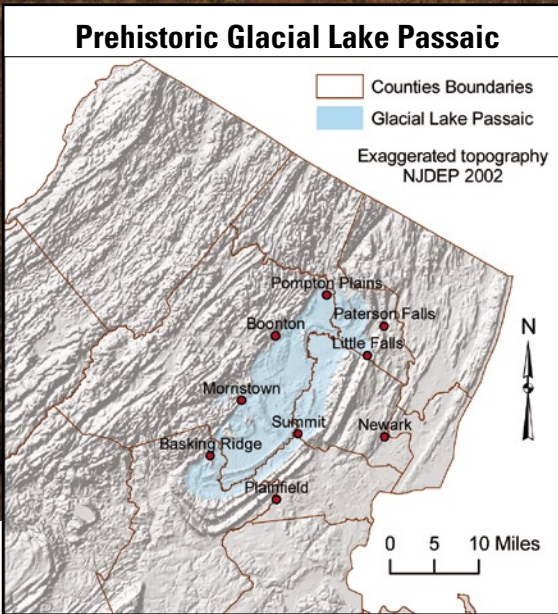 Prehistoric Glacial Lake Passaic
Counties Boundaries
Glacial Lake Passaic
Exaggerated topography
NJDEP 2002
Pompton Plains
Paterson Falls
Boonton
Little Falls
N
Mornstown
Summit
Newark
Basking Ridge
Plainfield
0 5 10 Miles